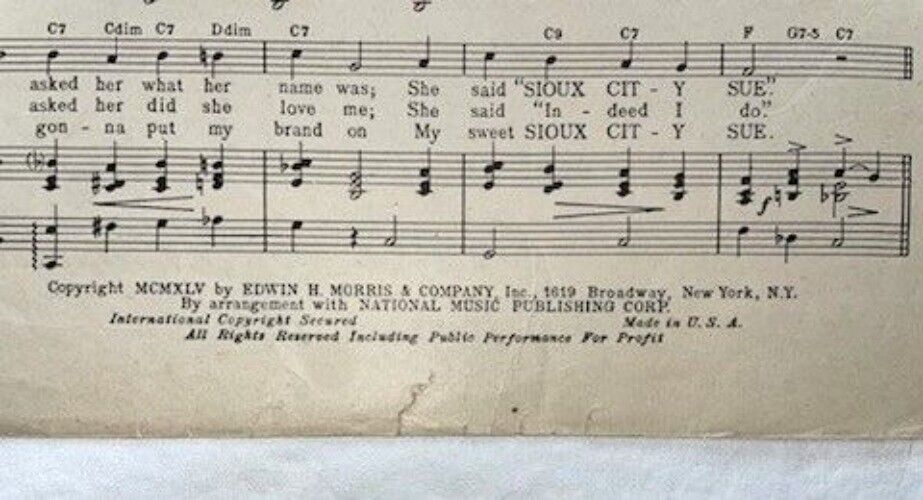 C7 Cdim C7 Ddim C7 C9 C7 F G7-5 C7
asked her what her name was; She said "SIOUX CIT - Y SUE."
asked her did she love me; She said "In - deed I do."
gon - na put my brand on My sweet SIOUX CIT - Y SUE.
f
Copyright MCMXLV by EDWIN H. MORRIS & COMPANY, Inc., 1619 Broadway, New York, N.Y.
By arrangement with NATIONAL MUSIC PUBLISHING CORP.
International Copyright Secured Made in U. S. A.
All Rights Reserved Including Public Performance For Profit